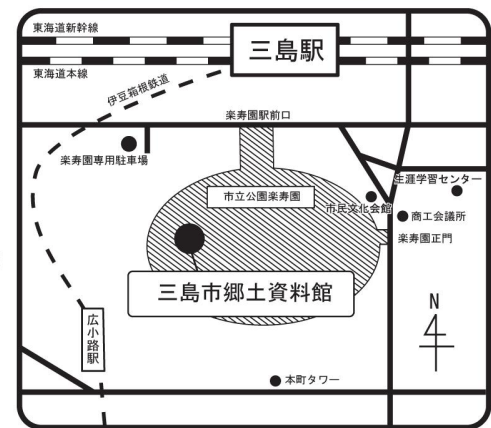 東海道新幹線
三島駅
東海道本線
伊豆箱根鉄道
楽寿園駅前口
楽寿園専用駐車場
生涯学習センター
市立公園楽寿園
市民文化会館
商工会議所
楽寿園正門
三島市郷土資料館
N
広小路駅
本町タワー